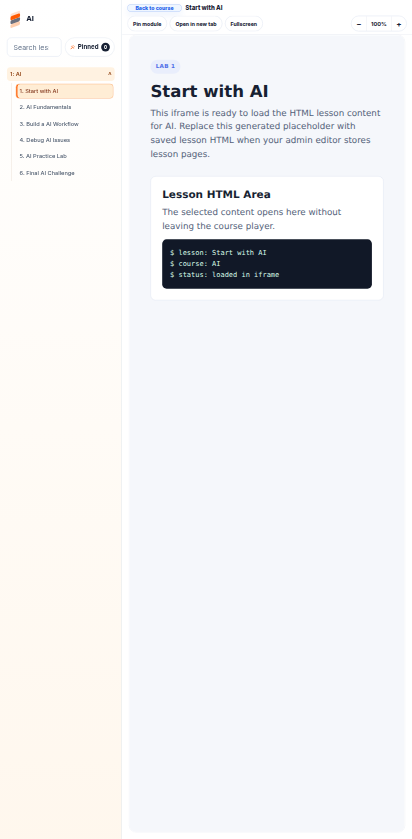 AI
Search les
Pinned 0
1: AI
1. Start with AI
2. AI Fundamentals
3. Build a AI Workflow
4. Debug AI Issues
5. AI Practice Lab
6. Final AI Challenge
Back to course Start with AI
Pin module Open in new tab Fullscreen − 100% +
LAB 1
Start with AI
This iframe is ready to load the HTML lesson content
for AI. Replace this generated placeholder with
saved lesson HTML when your admin editor stores
lesson pages.
Lesson HTML Area
The selected content opens here without
leaving the course player.
$ lesson: Start with AI
$ course: AI
$ status: loaded in iframe